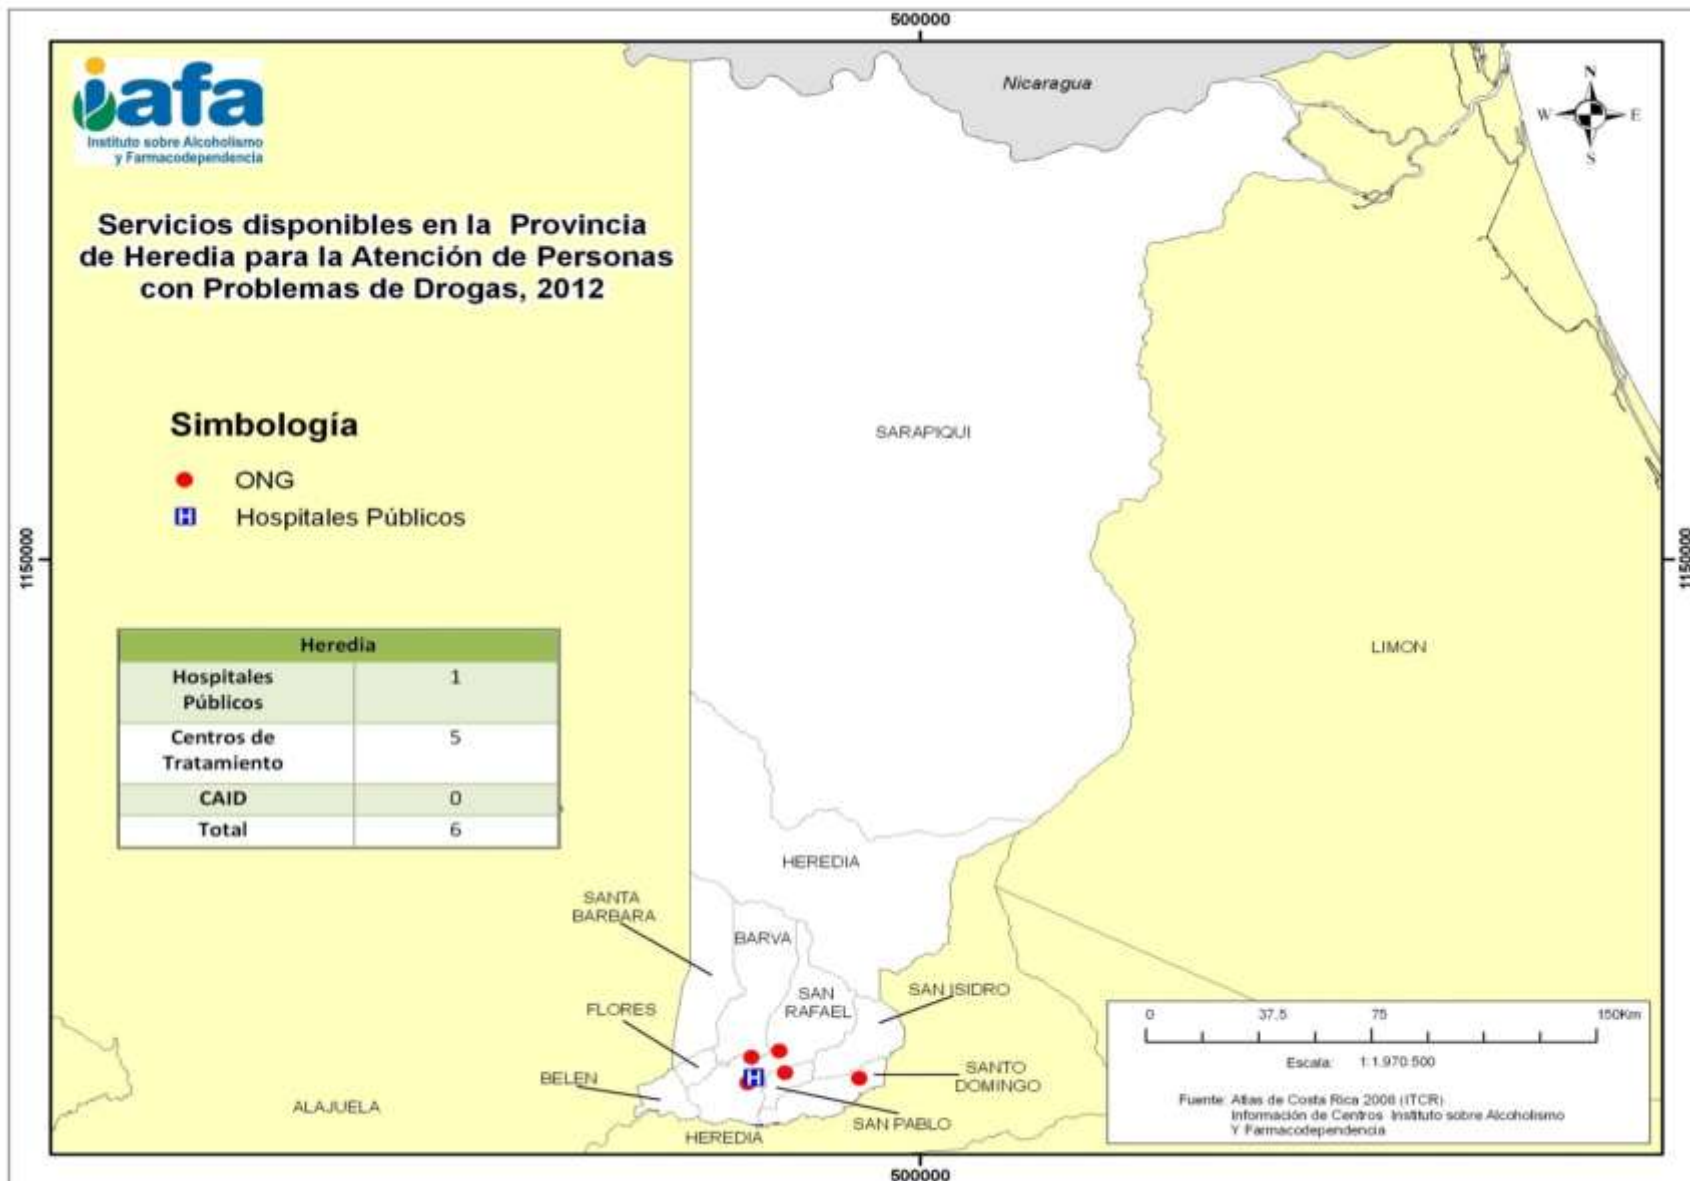 500000
Nicaragua
N
W E
S
iafa
Instituto sobre Alcoholismo
y Farmacodependencia
Servicios disponibles en la Provincia
de Heredia para la Atención de Personas
con Problemas de Drogas, 2012
Simbología
ONG
H Hospitales Públicos
SARAPIQUI
1150000
1150000
LIMON
Heredia
Hospitales Públicos 1
Centros de Tratamiento 5
CAID 0
Total 6
HEREDIA
SANTA
BARBARA
BARVA
SAN
RAFAEL
SAN ISIDRO
FLORES
BELEN
H
SANTO
DOMINGO
SAN PABLO
ALAJUELA
HEREDIA
0 37,5 75 150Km
Escala: 1:1.970.500
Fuente: Atlas de Costa Rica 2008 (ITCR)
Información de Centros Instituto sobre Alcoholismo
Y Farmacodependencia
500000